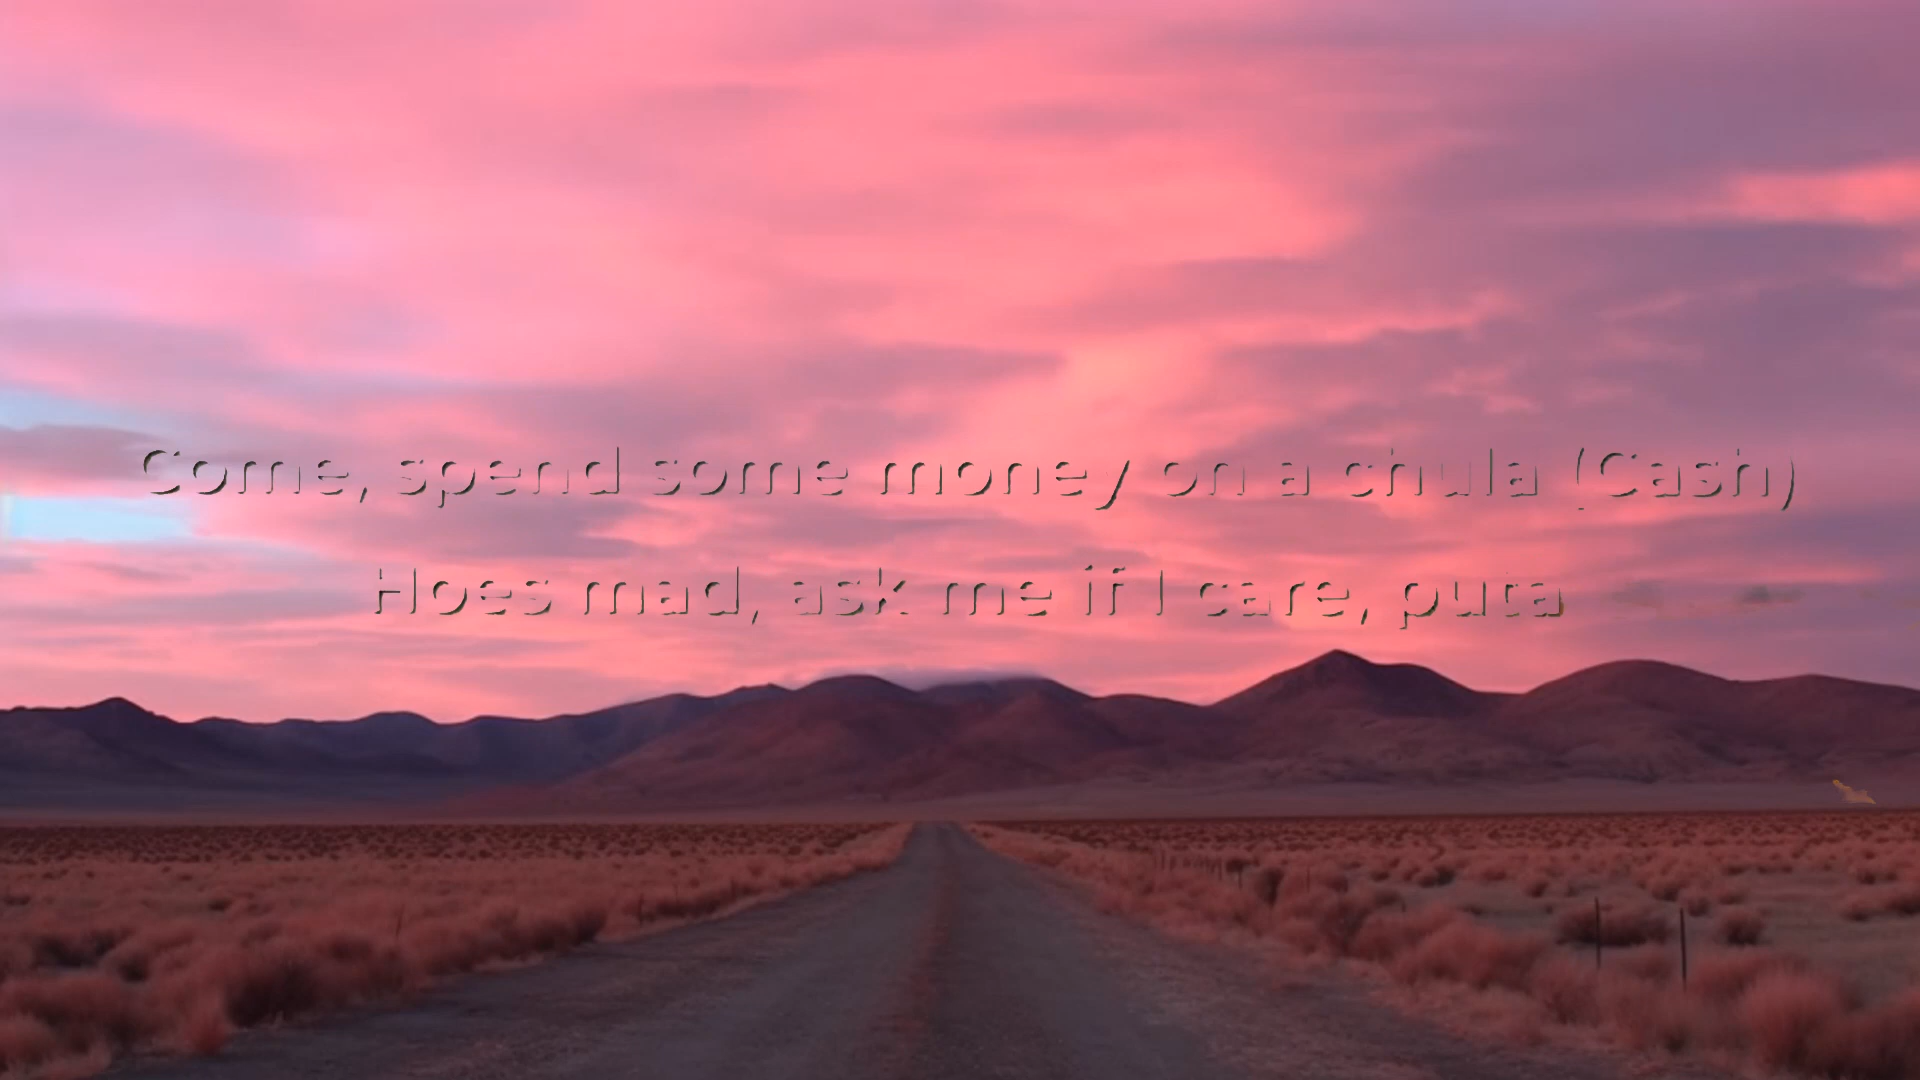 Come, spend some money on a chula (Cash)
Hoes mad, ask me if I care, puta